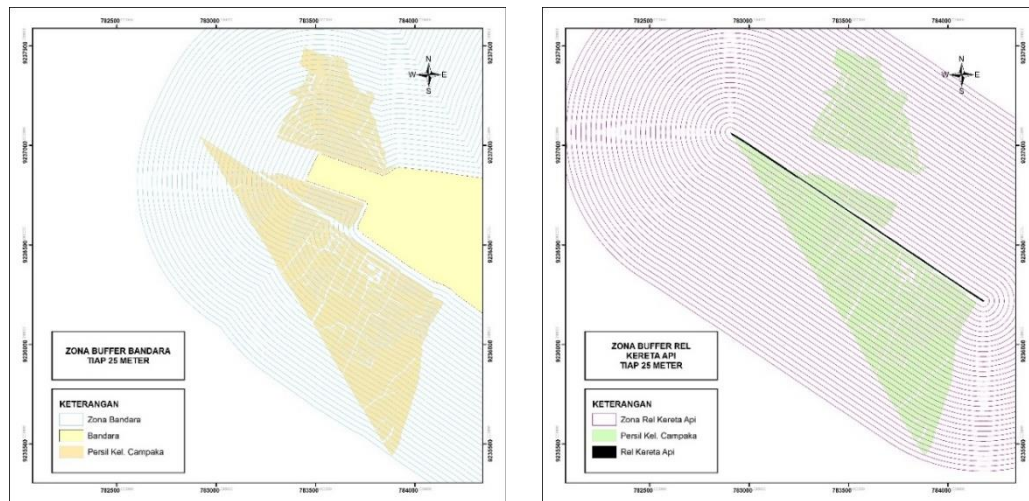 782500 783000 783500 784000
9237500
9237000
9236500
9236000
9235500
N
W E
S
ZONA BUFFER BANDARA
TIAP 25 METER
KETERANGAN
Zona Bandara
Bandara
Persil Kel. Campaka
782500 783000 783500 784000
782500 783000 783500 784000
9237500
9237000
9236500
9236000
9235500
N
W E
S
ZONA BUFFER REL
KERETA API
TIAP 25 METER
KETERANGAN
Zona Rel Kereta Api
Persil Kel. Campaka
Rel Kereta Api
782500 783000 783500 784000